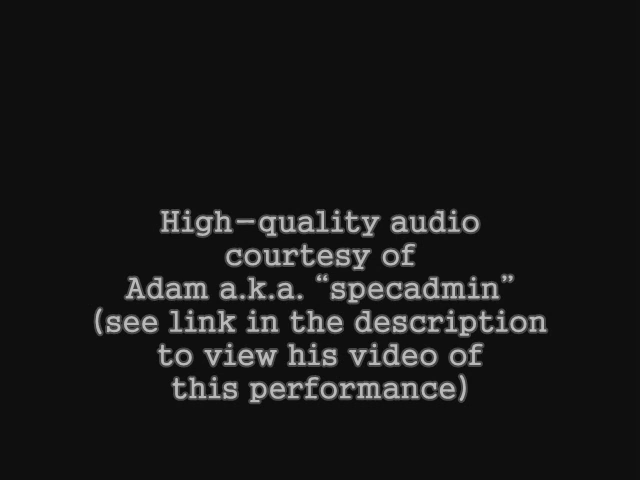 High-quality audio
courtesy of
Adam a.k.a. “specadmin”
(see link in the description
to view his video of
this performance)